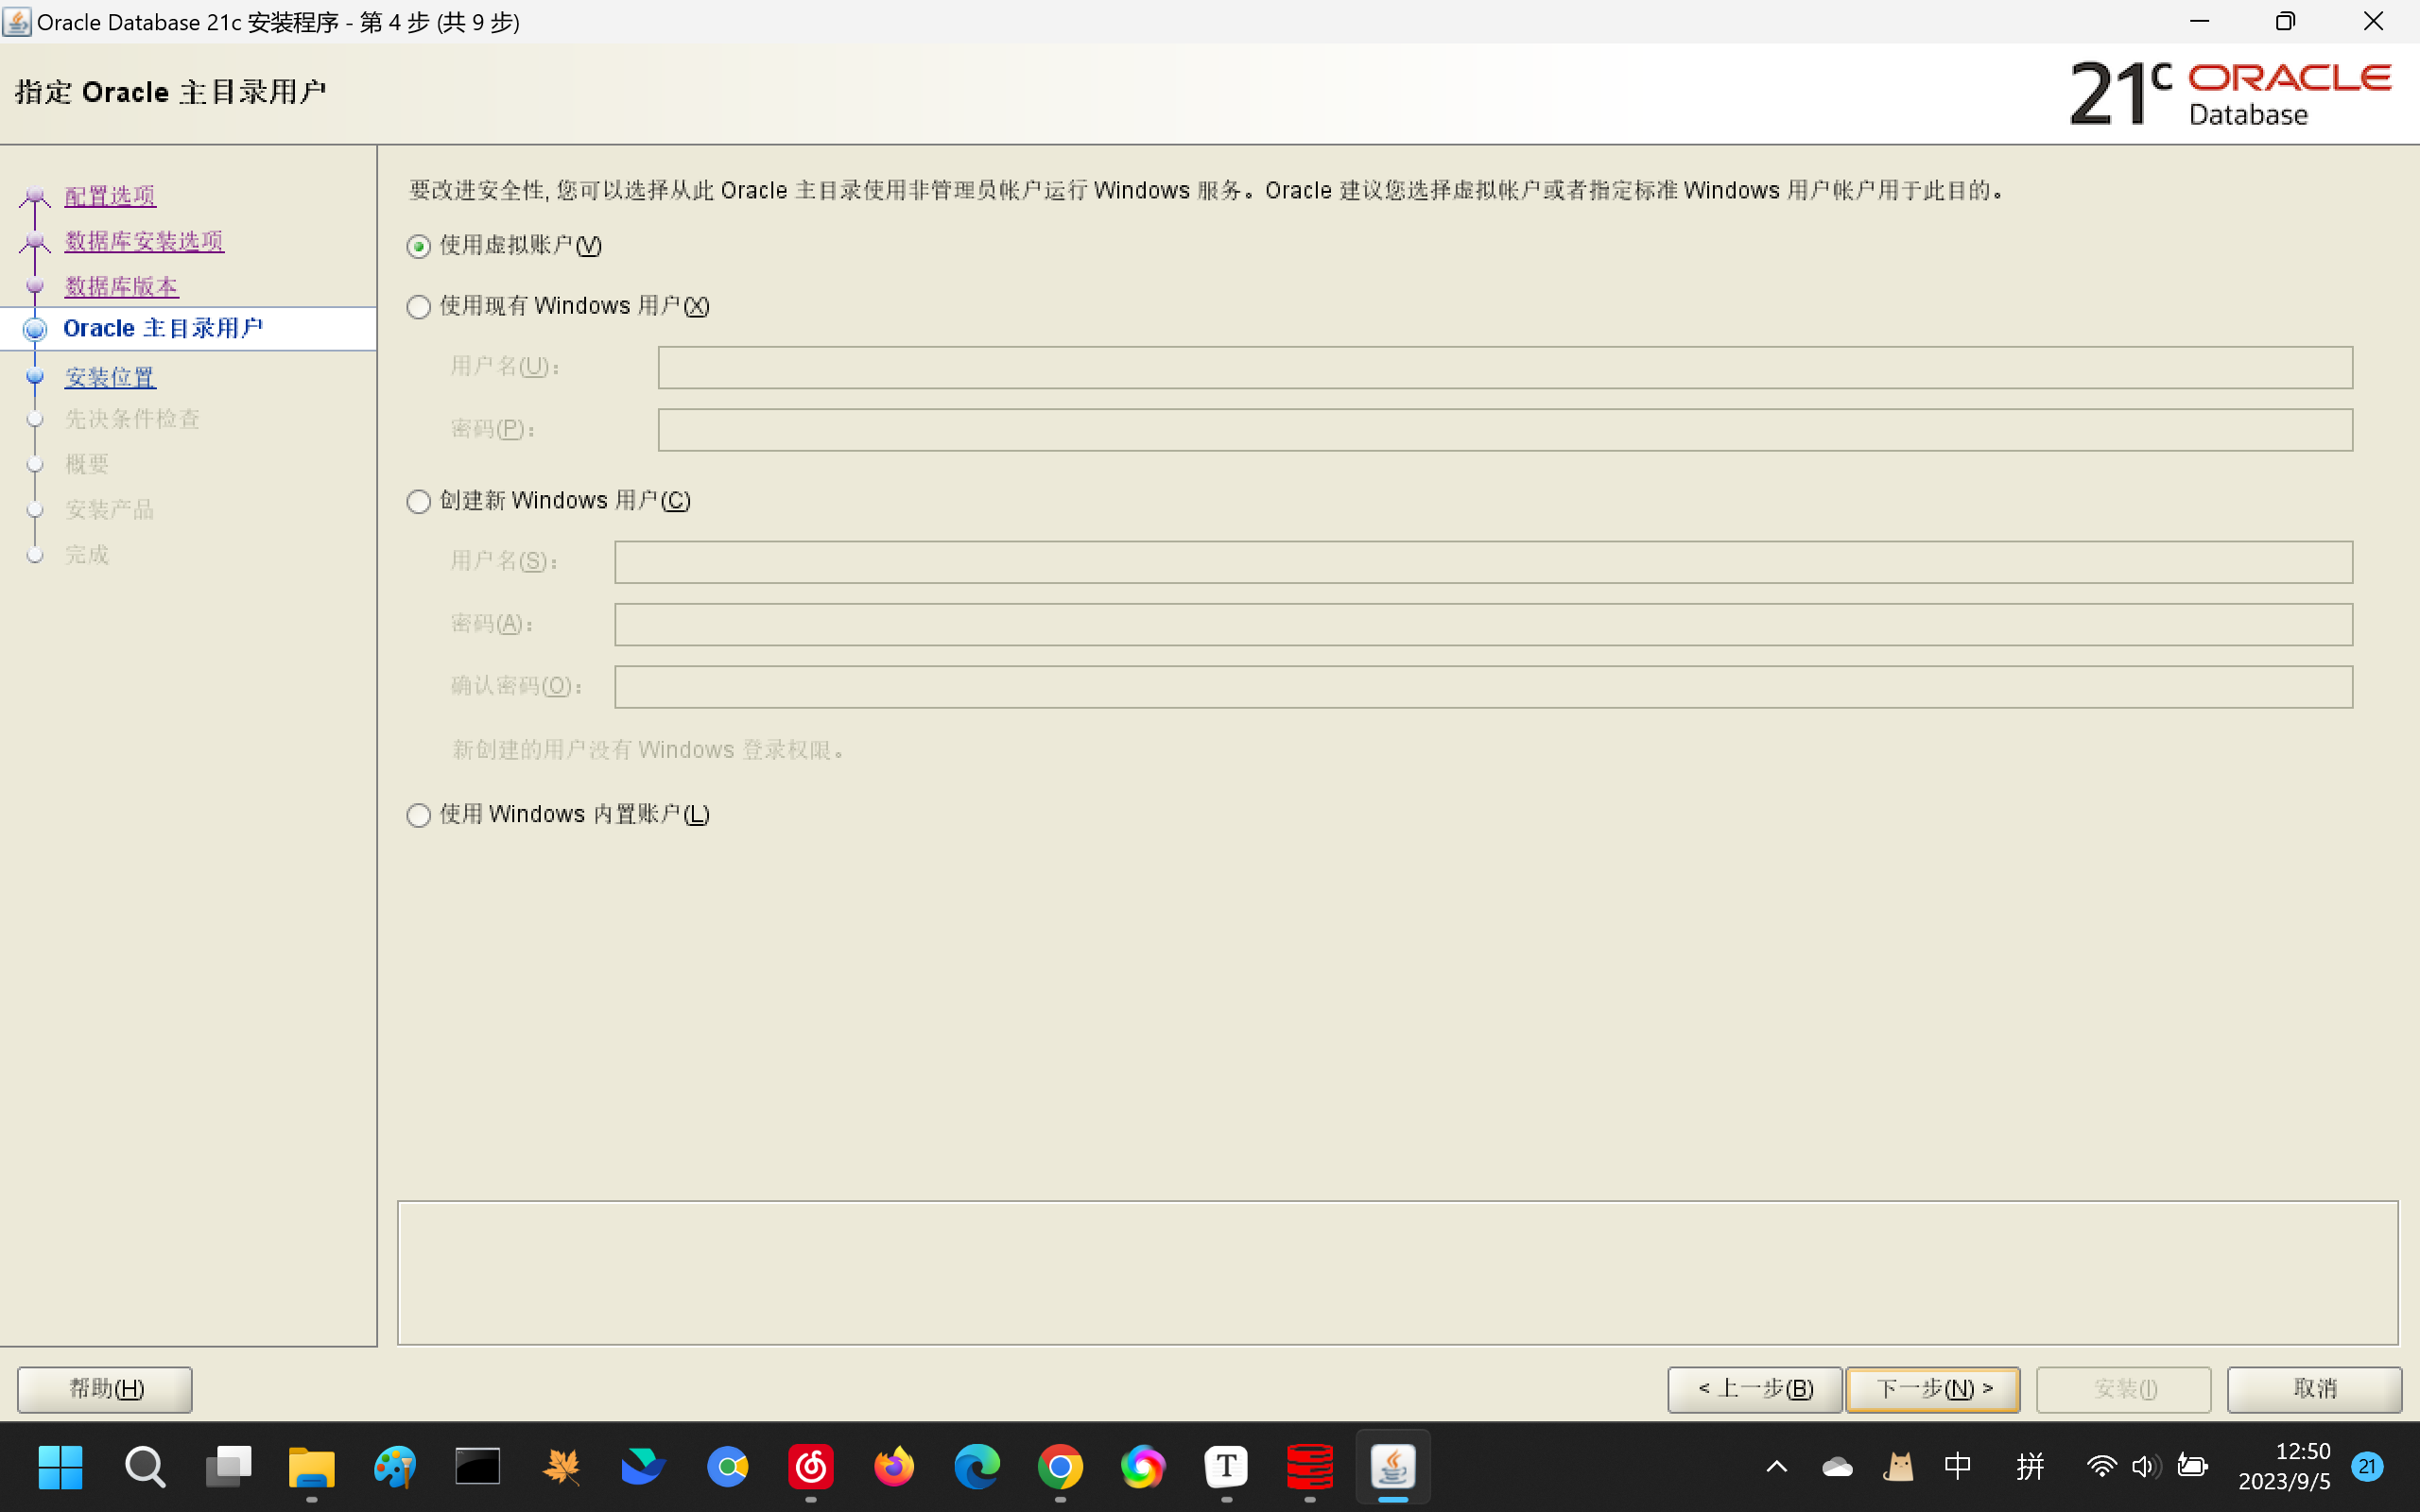 Oracle Database 21c 安装程序 - 第 4 步 (共 9 步)
指定 Oracle 主目录用户
21c ORACLE
Database
配置选项
数据库安装选项
数据库版本
Oracle 主目录用户
安装位置
先决条件检查
概要
安装产品
完成
要改进安全性, 您可以选择从此 Oracle 主目录使用非管理员帐户运行 Windows 服务。Oracle 建议您选择虚拟帐户或者指定标准 Windows 用户帐户用于此目的。
使用虚拟账户(V)
使用现有 Windows 用户(X)
用户名(U):
密码(P):
创建新 Windows 用户(C)
用户名(S):
密码(A):
确认密码(O):
新创建的用户没有 Windows 登录权限。
使用 Windows 内置账户(L)
帮助(H)
< 上一步(B)
下一步(N) >
安装(I)
取消
T
中
拼
12:50
2023/9/5
21